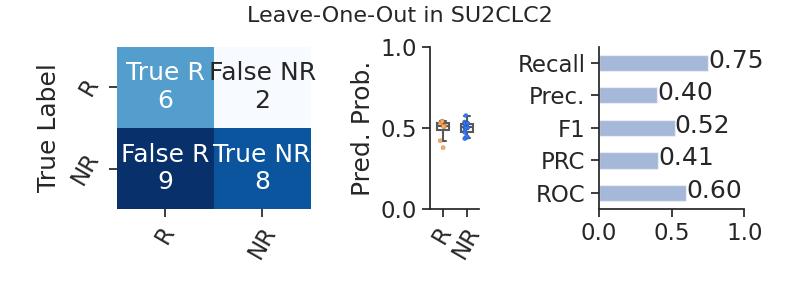 Leave-One-Out in SU2CLC2
True Label
R
NR
True R
6
False NR
2
False R
9
True NR
8
R
NR
Pred. Prob.
1.0
0.5
0.0
R
NR
Recall
Prec.
F1
PRC
ROC
0.75
0.40
0.52
0.41
0.60
0.0
0.5
1.0